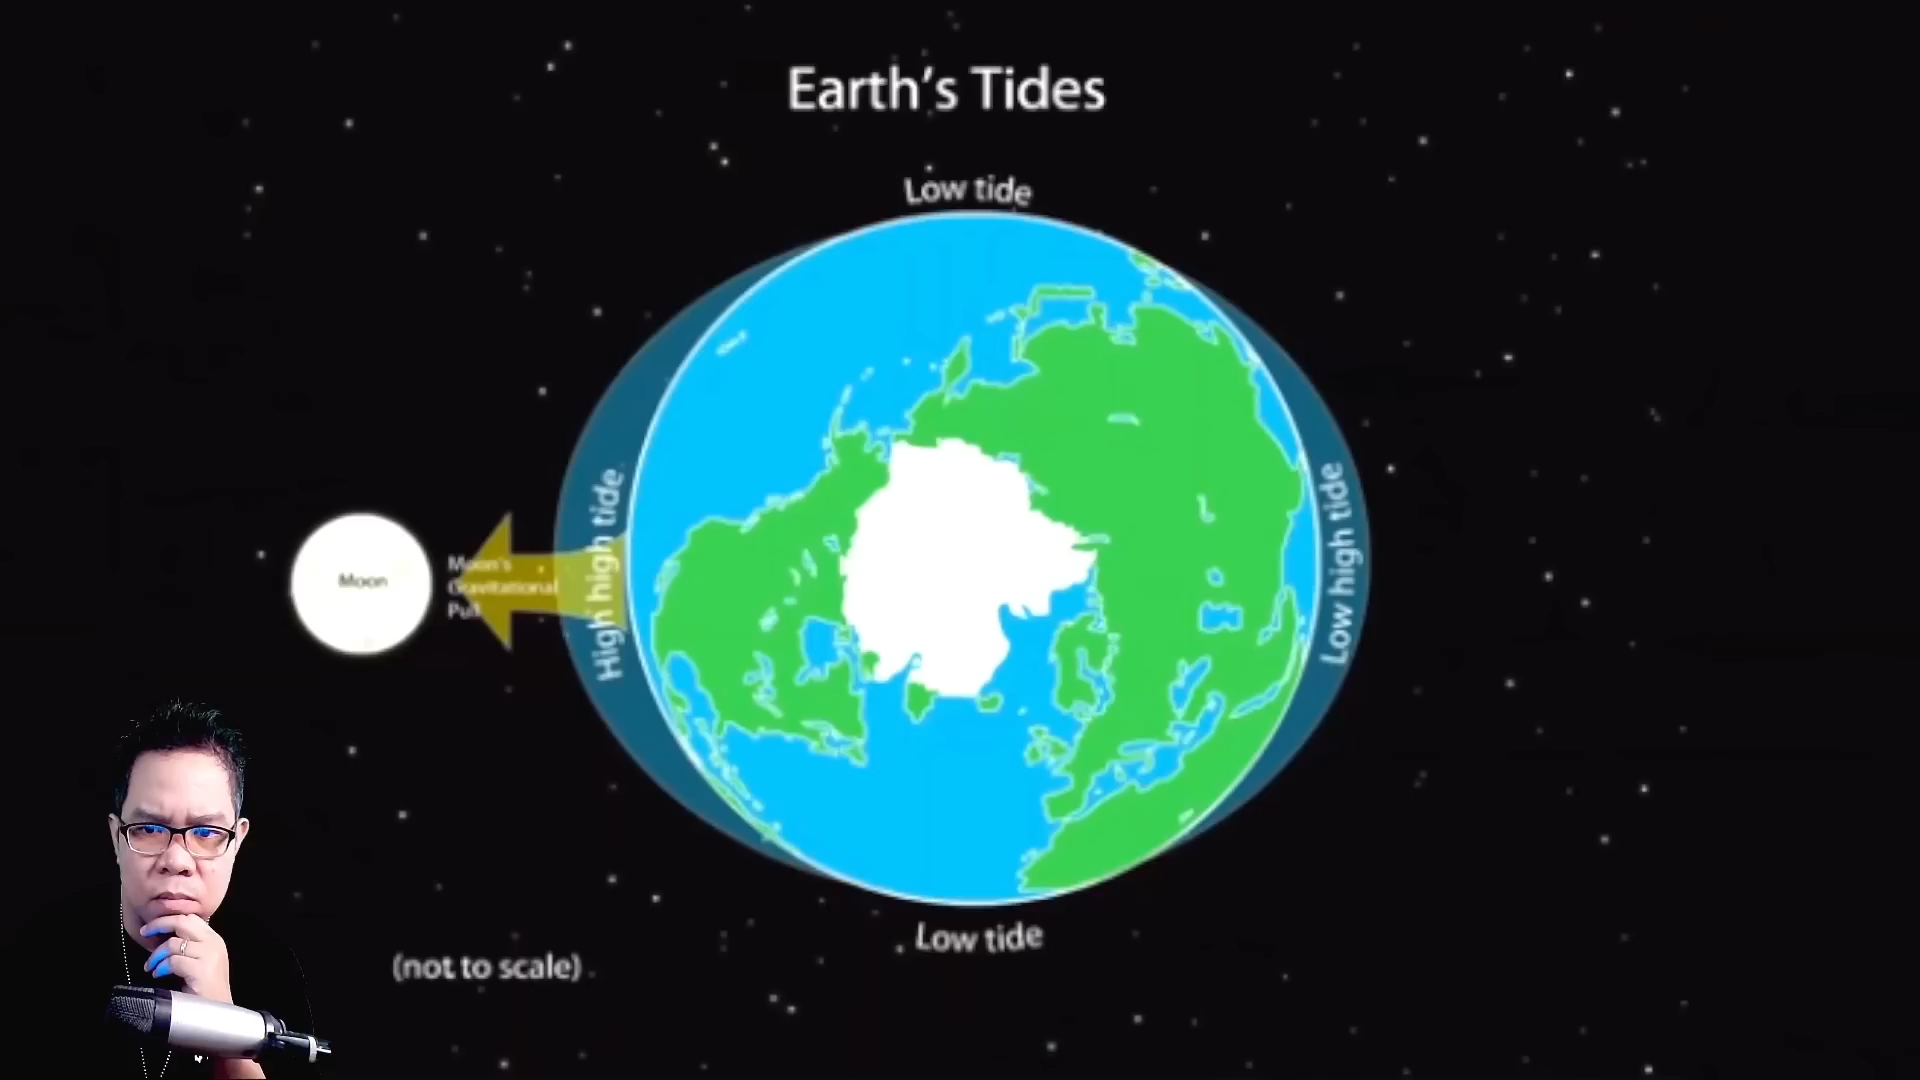 Earth's Tides
Low tide
Moon
Moon's
Gravitational
Pull
High high tide
Low high tide
Low tide
(not to scale)